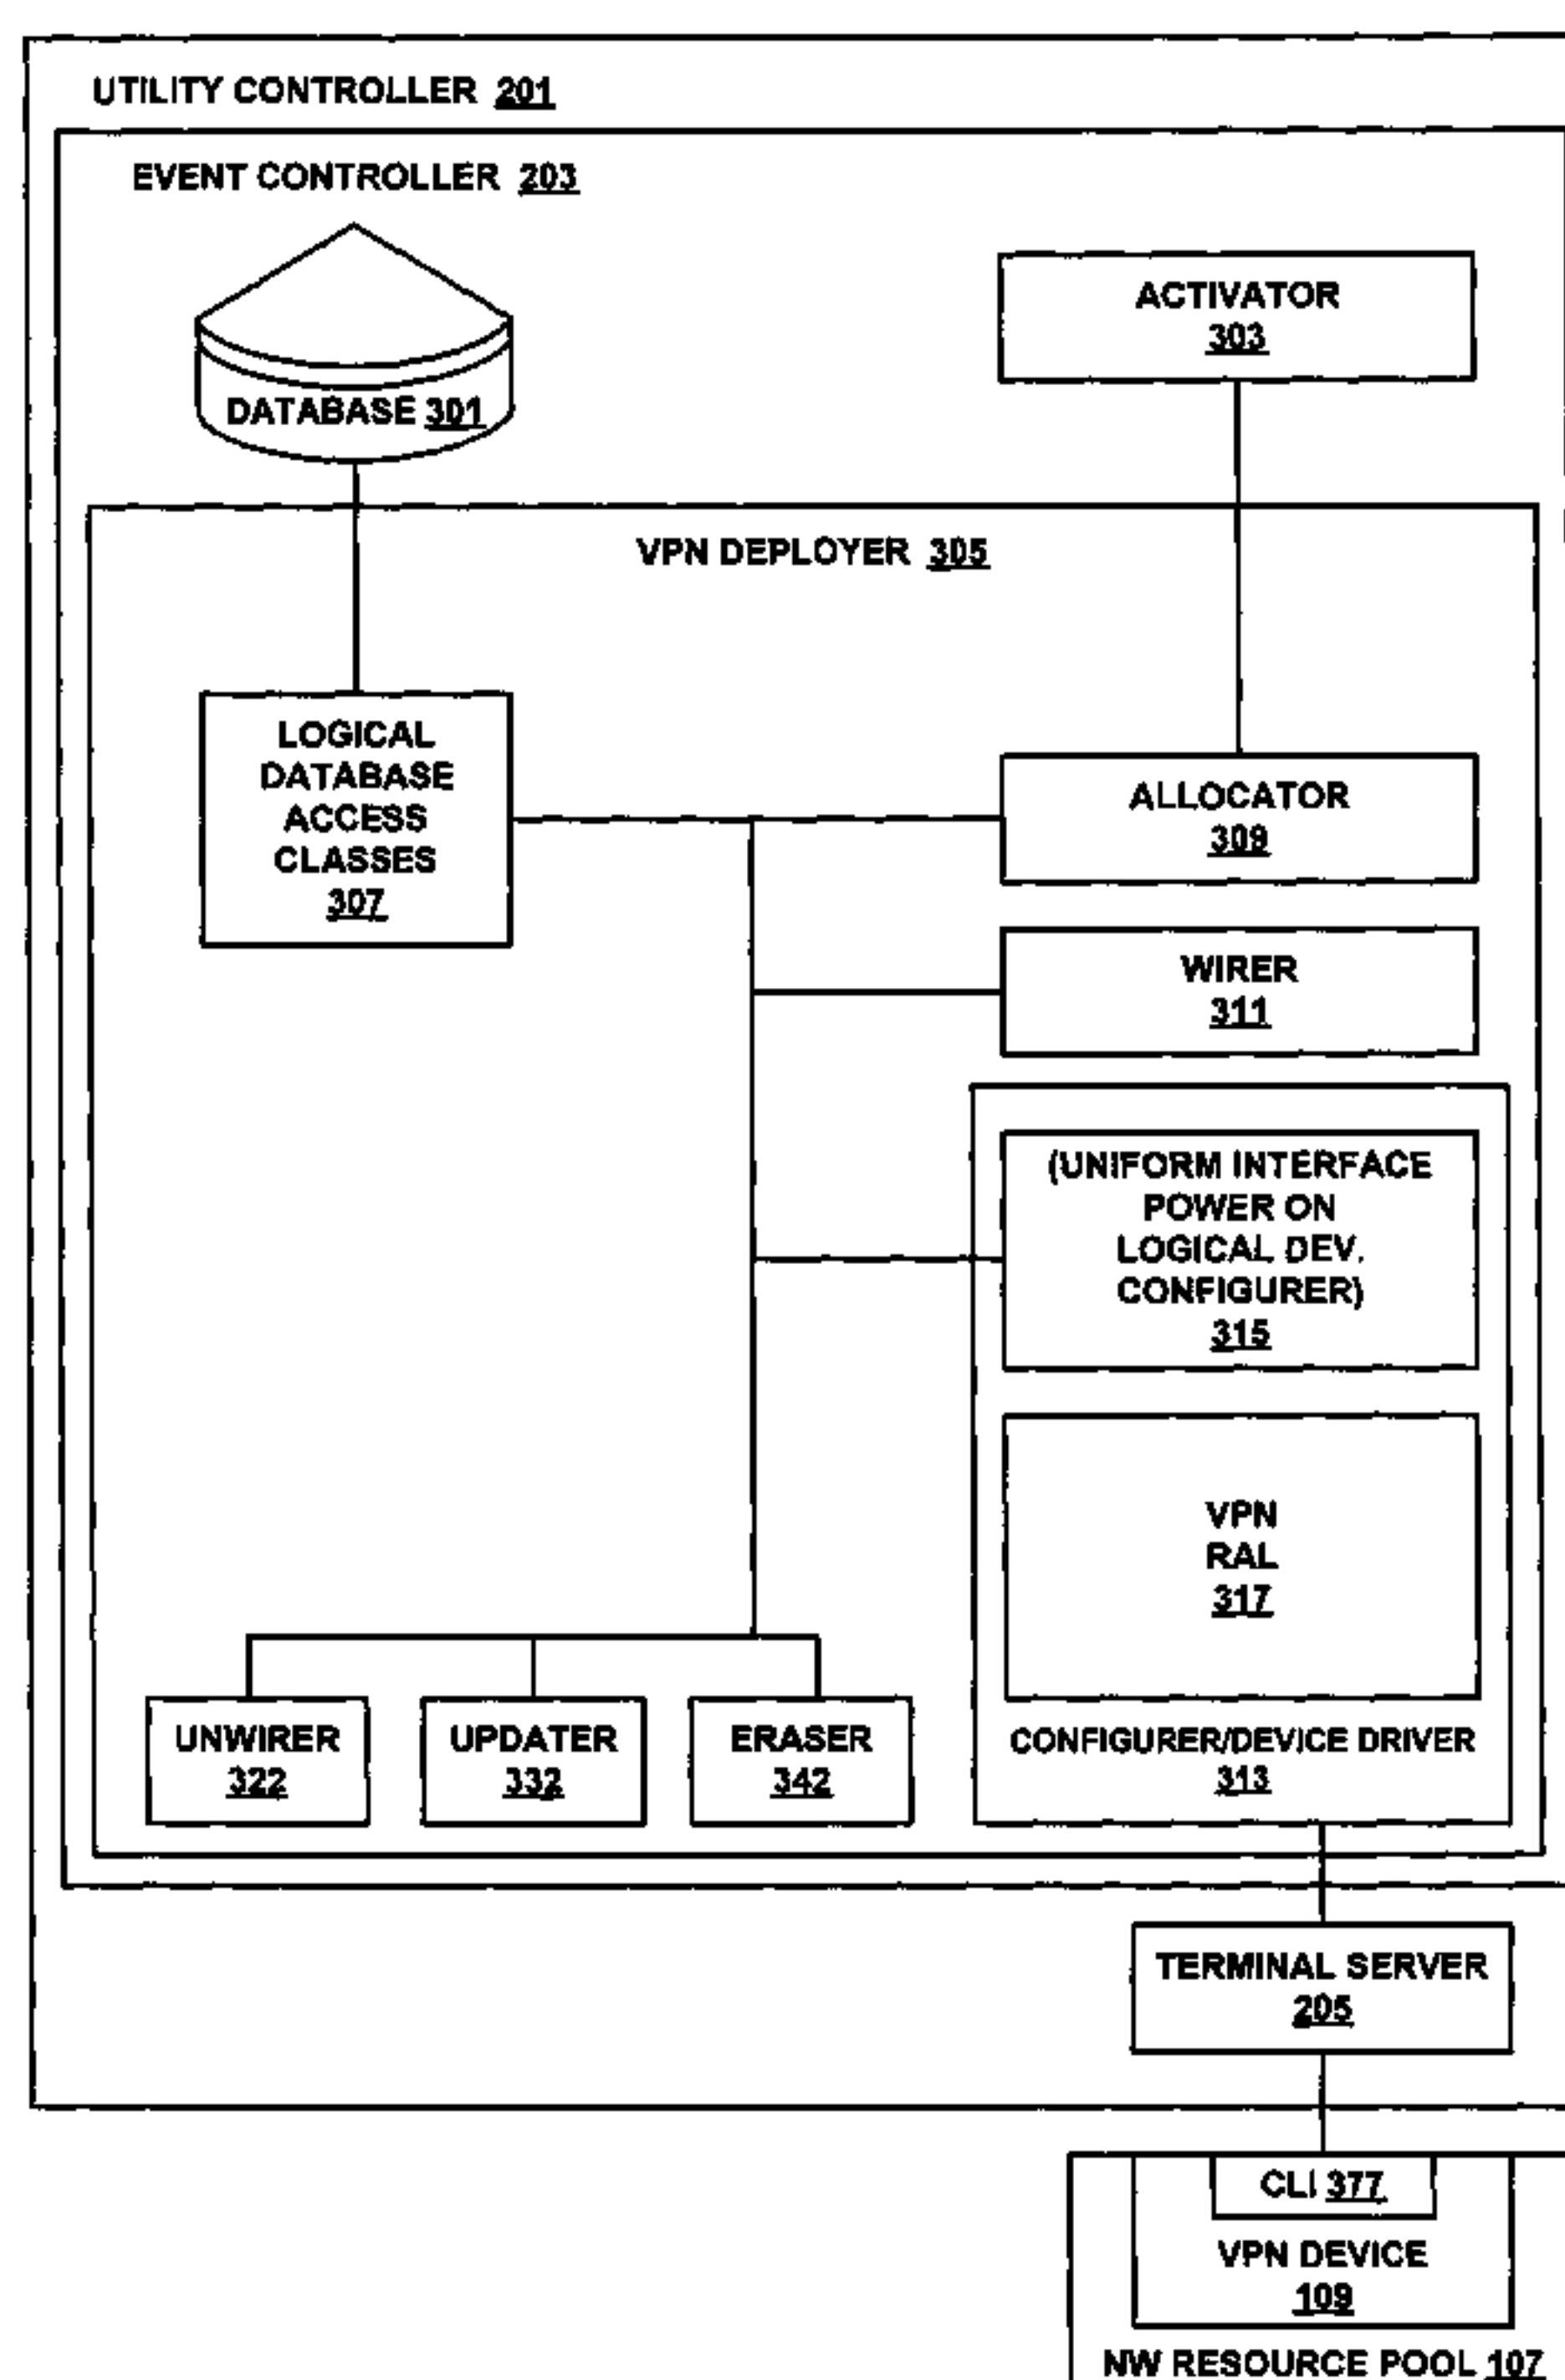 UTILITY CONTROLLER 201
EVENT CONTROLLER 203
DATABASE 301
ACTIVATOR
303
VPN DEPLOYER 305
LOGICAL
DATABASE
ACCESS
CLASSES
307
ALLOCATOR
309
WIRER
311
(UNIFORM INTERFACE
POWER ON
LOGICAL DEV.
CONFIGURER)
315
VPN
RAL
317
CONFIGURER/DEVICE DRIVER
313
UNWIRER
322
UPDATER
332
ERASER
342
TERMINAL SERVER
205
CLI 377
VPN DEVICE
109
NW RESOURCE POOL 107